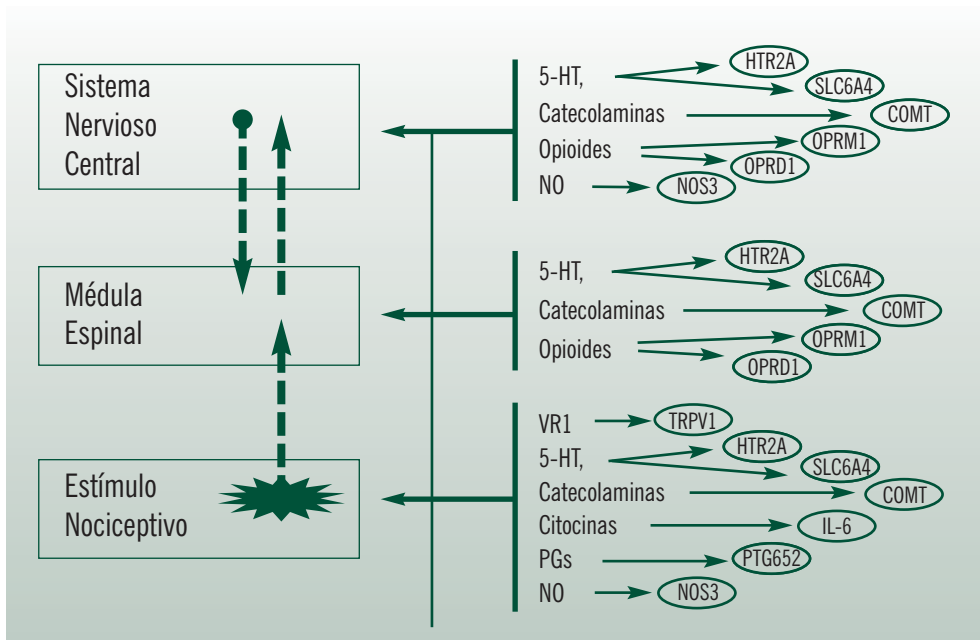 Sistema
Nervioso
Central
5-HT,
HTR2A
SLC6A4
Catecolaminas
COMT
Opioides
OPRM1
OPRD1
NO
NOS3
Médula
Espinal
5-HT,
HTR2A
SLC6A4
Catecolaminas
COMT
Opioides
OPRM1
OPRD1
Estímulo
Nociceptivo
VR1
TRPV1
5-HT,
HTR2A
SLC6A4
Catecolaminas
COMT
Citocinas
IL-6
PGs
PTG652
NO
NOS3